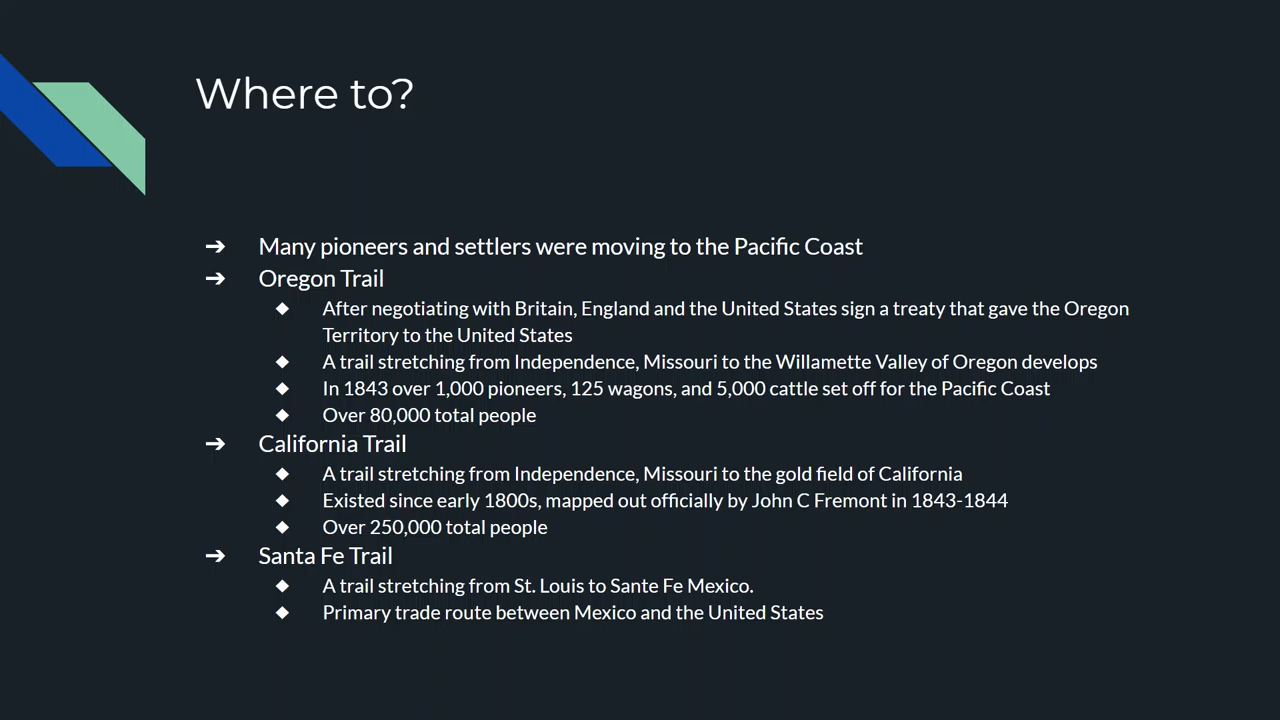 Where to?
➔ Many pioneers and settlers were moving to the Pacific Coast
➔ Oregon Trail
◆ After negotiating with Britain, England and the United States sign a treaty that gave the Oregon
Territory to the United States
◆ A trail stretching from Independence, Missouri to the Willamette Valley of Oregon develops
◆ In 1843 over 1,000 pioneers, 125 wagons, and 5,000 cattle set off for the Pacific Coast
◆ Over 80,000 total people
➔ California Trail
◆ A trail stretching from Independence, Missouri to the gold field of California
◆ Existed since early 1800s, mapped out officially by John C Fremont in 1843-1844
◆ Over 250,000 total people
➔ Santa Fe Trail
◆ A trail stretching from St. Louis to Sante Fe Mexico.
◆ Primary trade route between Mexico and the United States